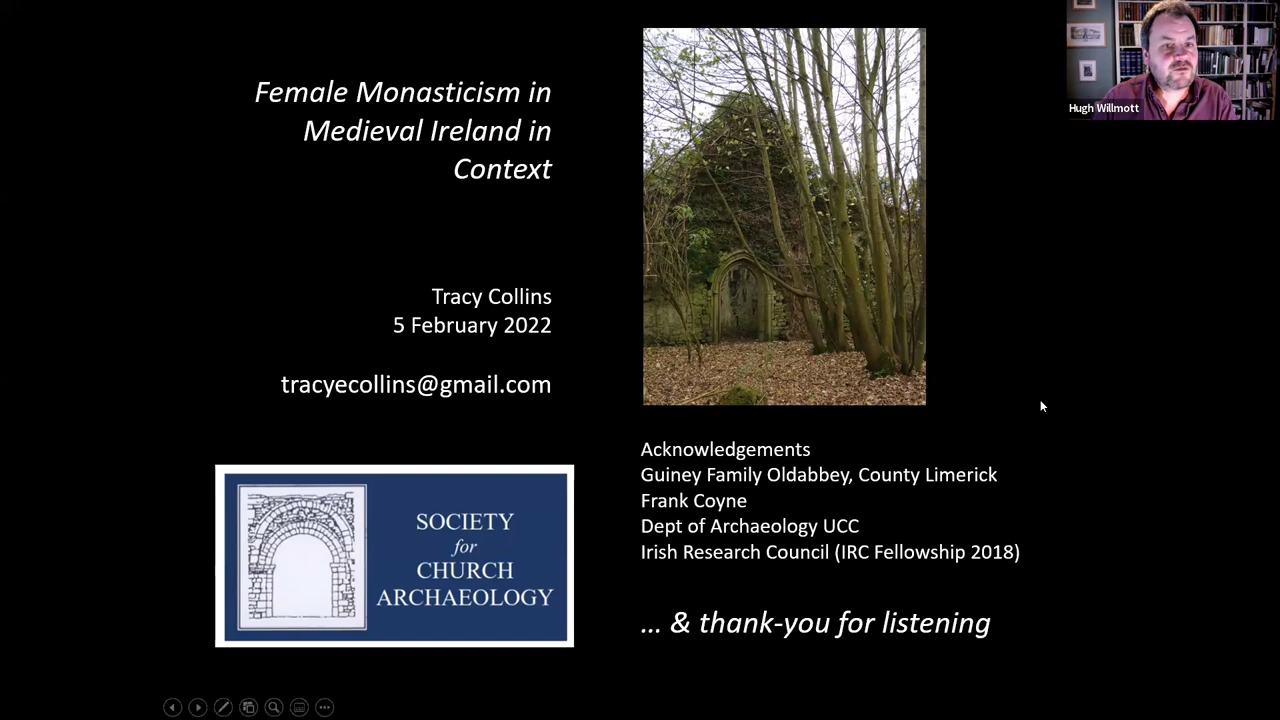 Female Monasticism in
Medieval Ireland in
Context
Tracy Collins
5 February 2022
tracyecollins@gmail.com
SOCIETY
for
CHURCH
ARCHAEOLOGY
Acknowledgements
Guiney Family Oldabbey, County Limerick
Frank Coyne
Dept of Archaeology UCC
Irish Research Council (IRC Fellowship 2018)
... & thank-you for listening
Hugh Willmott